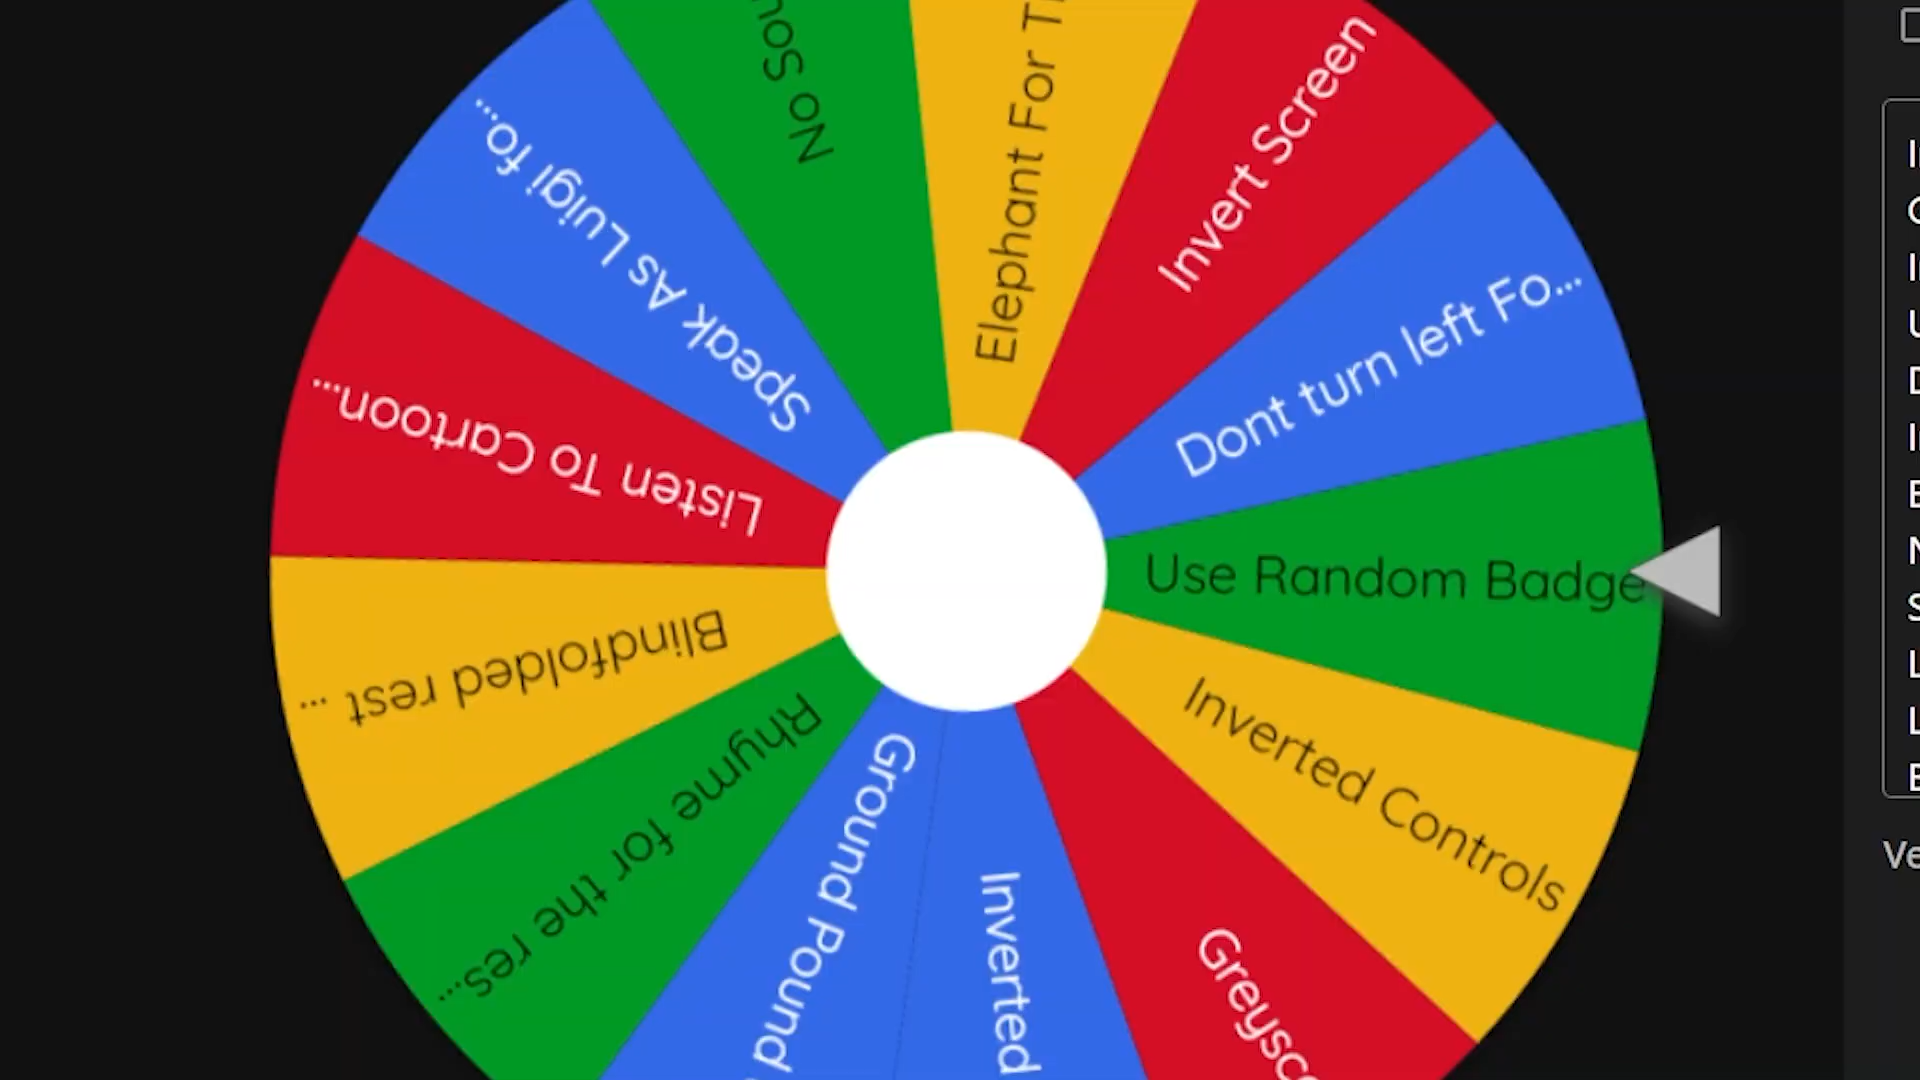 No Sou
Elephant For T
Invert Screen
Dont turn left Fo...
Use Random Badge
Inverted Controls
Greysc
Inverted
Ground Pound
Rhyme for the res...
Blindfolded rest ...
Listen To Cartoon...
Speak As Luigi fo...
Ve